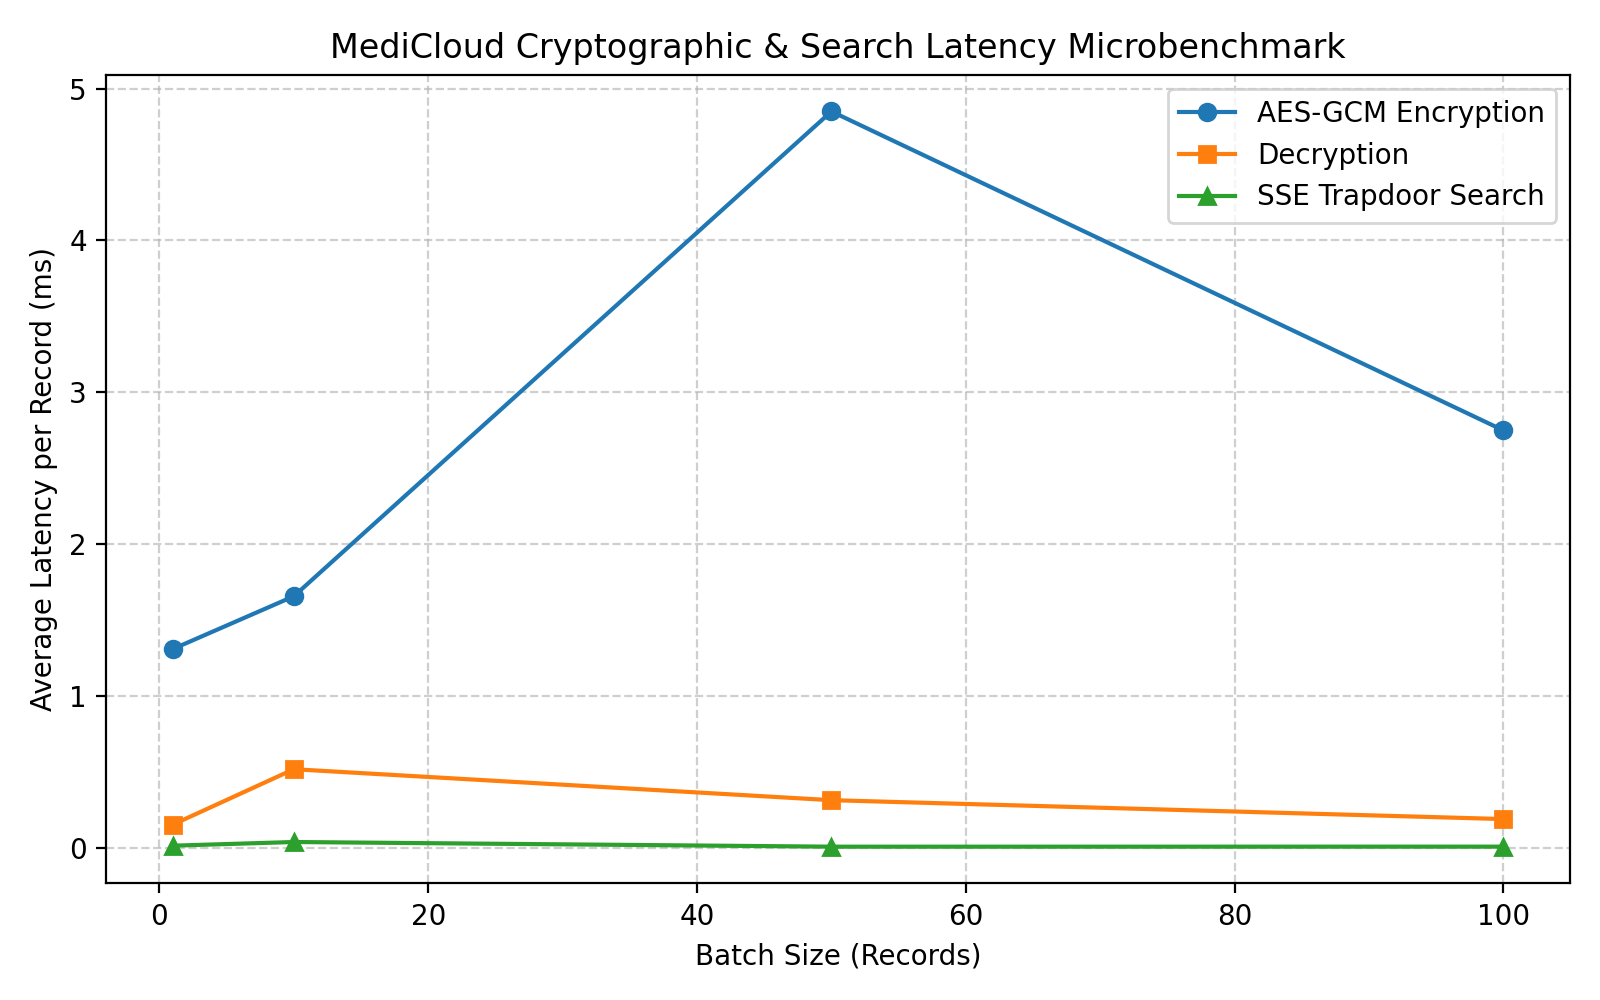 MediCloud Cryptographic & Search Latency Microbenchmark
AES-GCM Encryption
Decryption
SSE Trapdoor Search
Average Latency per Record (ms)
5
4
3
2
1
0
0 20 40 60 80 100
Batch Size (Records)